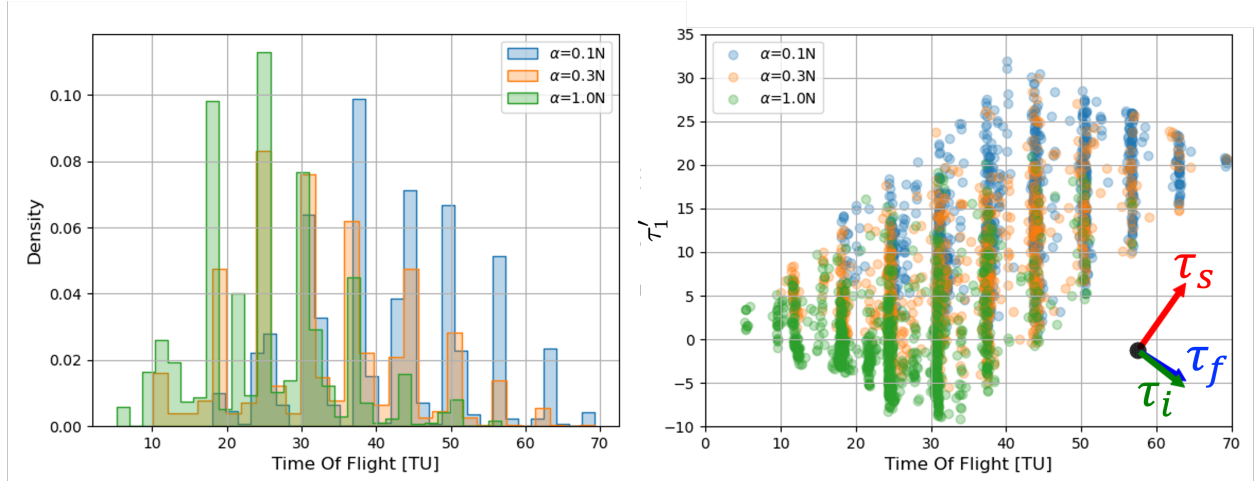 α=0.1N
α=0.3N
α=1.0N
0.10
0.08
0.06
0.04
0.02
0.00
Density
10 20 30 40 50 60 70
Time Of Flight [TU]
α=0.1N
α=0.3N
α=1.0N
35
30
25
20
15
10
5
0
−5
−10
τ₁′
0 10 20 30 40 50 60 70
Time Of Flight [TU]
τₛ
τ_f
τᵢ